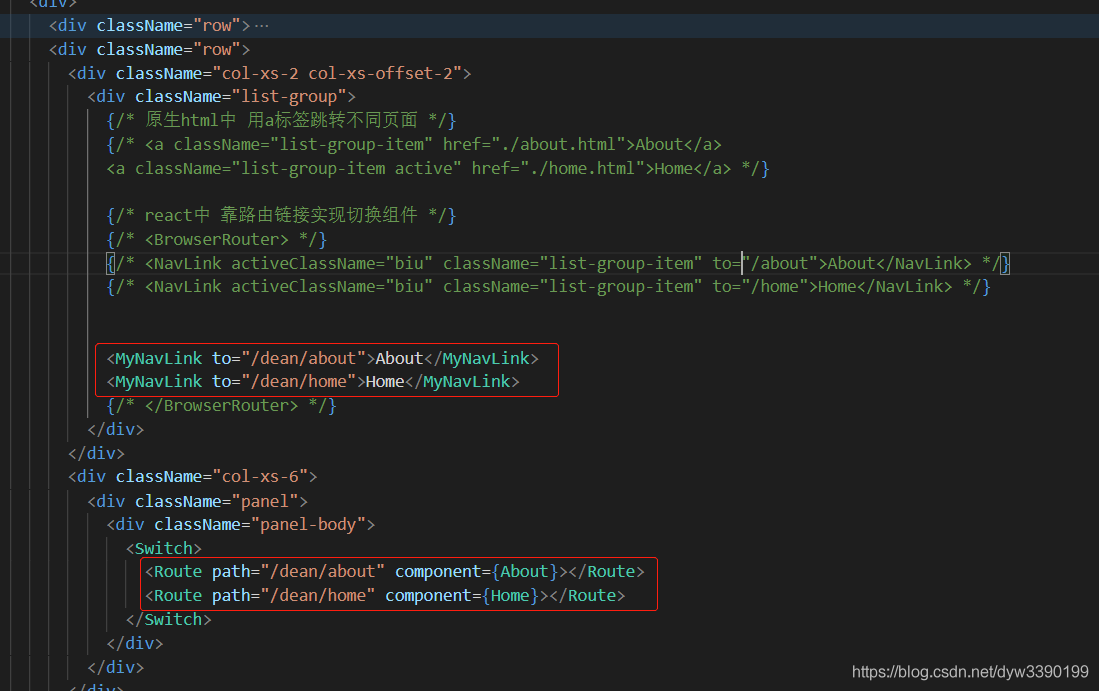 <div>
<div className="row">···
<div className="row">
<div className="col-xs-2 col-xs-offset-2">
<div className="list-group">
{/* 原生html中 用a标签跳转不同页面 */}
{/* <a className="list-group-item" href="./about.html">About</a>
<a className="list-group-item active" href="./home.html">Home</a> */}
{/* react中 靠路由链接实现切换组件 */}
{/* <BrowserRouter> */}
{/* <NavLink activeClassName="biu" className="list-group-item" to="/about">About</NavLink> */}
{/* <NavLink activeClassName="biu" className="list-group-item" to="/home">Home</NavLink> */}
<MyNavLink to="/dean/about">About</MyNavLink>
<MyNavLink to="/dean/home">Home</MyNavLink>
{/* </BrowserRouter> */}
</div>
</div>
<div className="col-xs-6">
<div className="panel">
<div className="panel-body">
<Switch>
<Route path="/dean/about" component={About}></Route>
<Route path="/dean/home" component={Home}></Route>
</Switch>
</div>
</div>
</div>
https://blog.csdn.net/dyw3390199